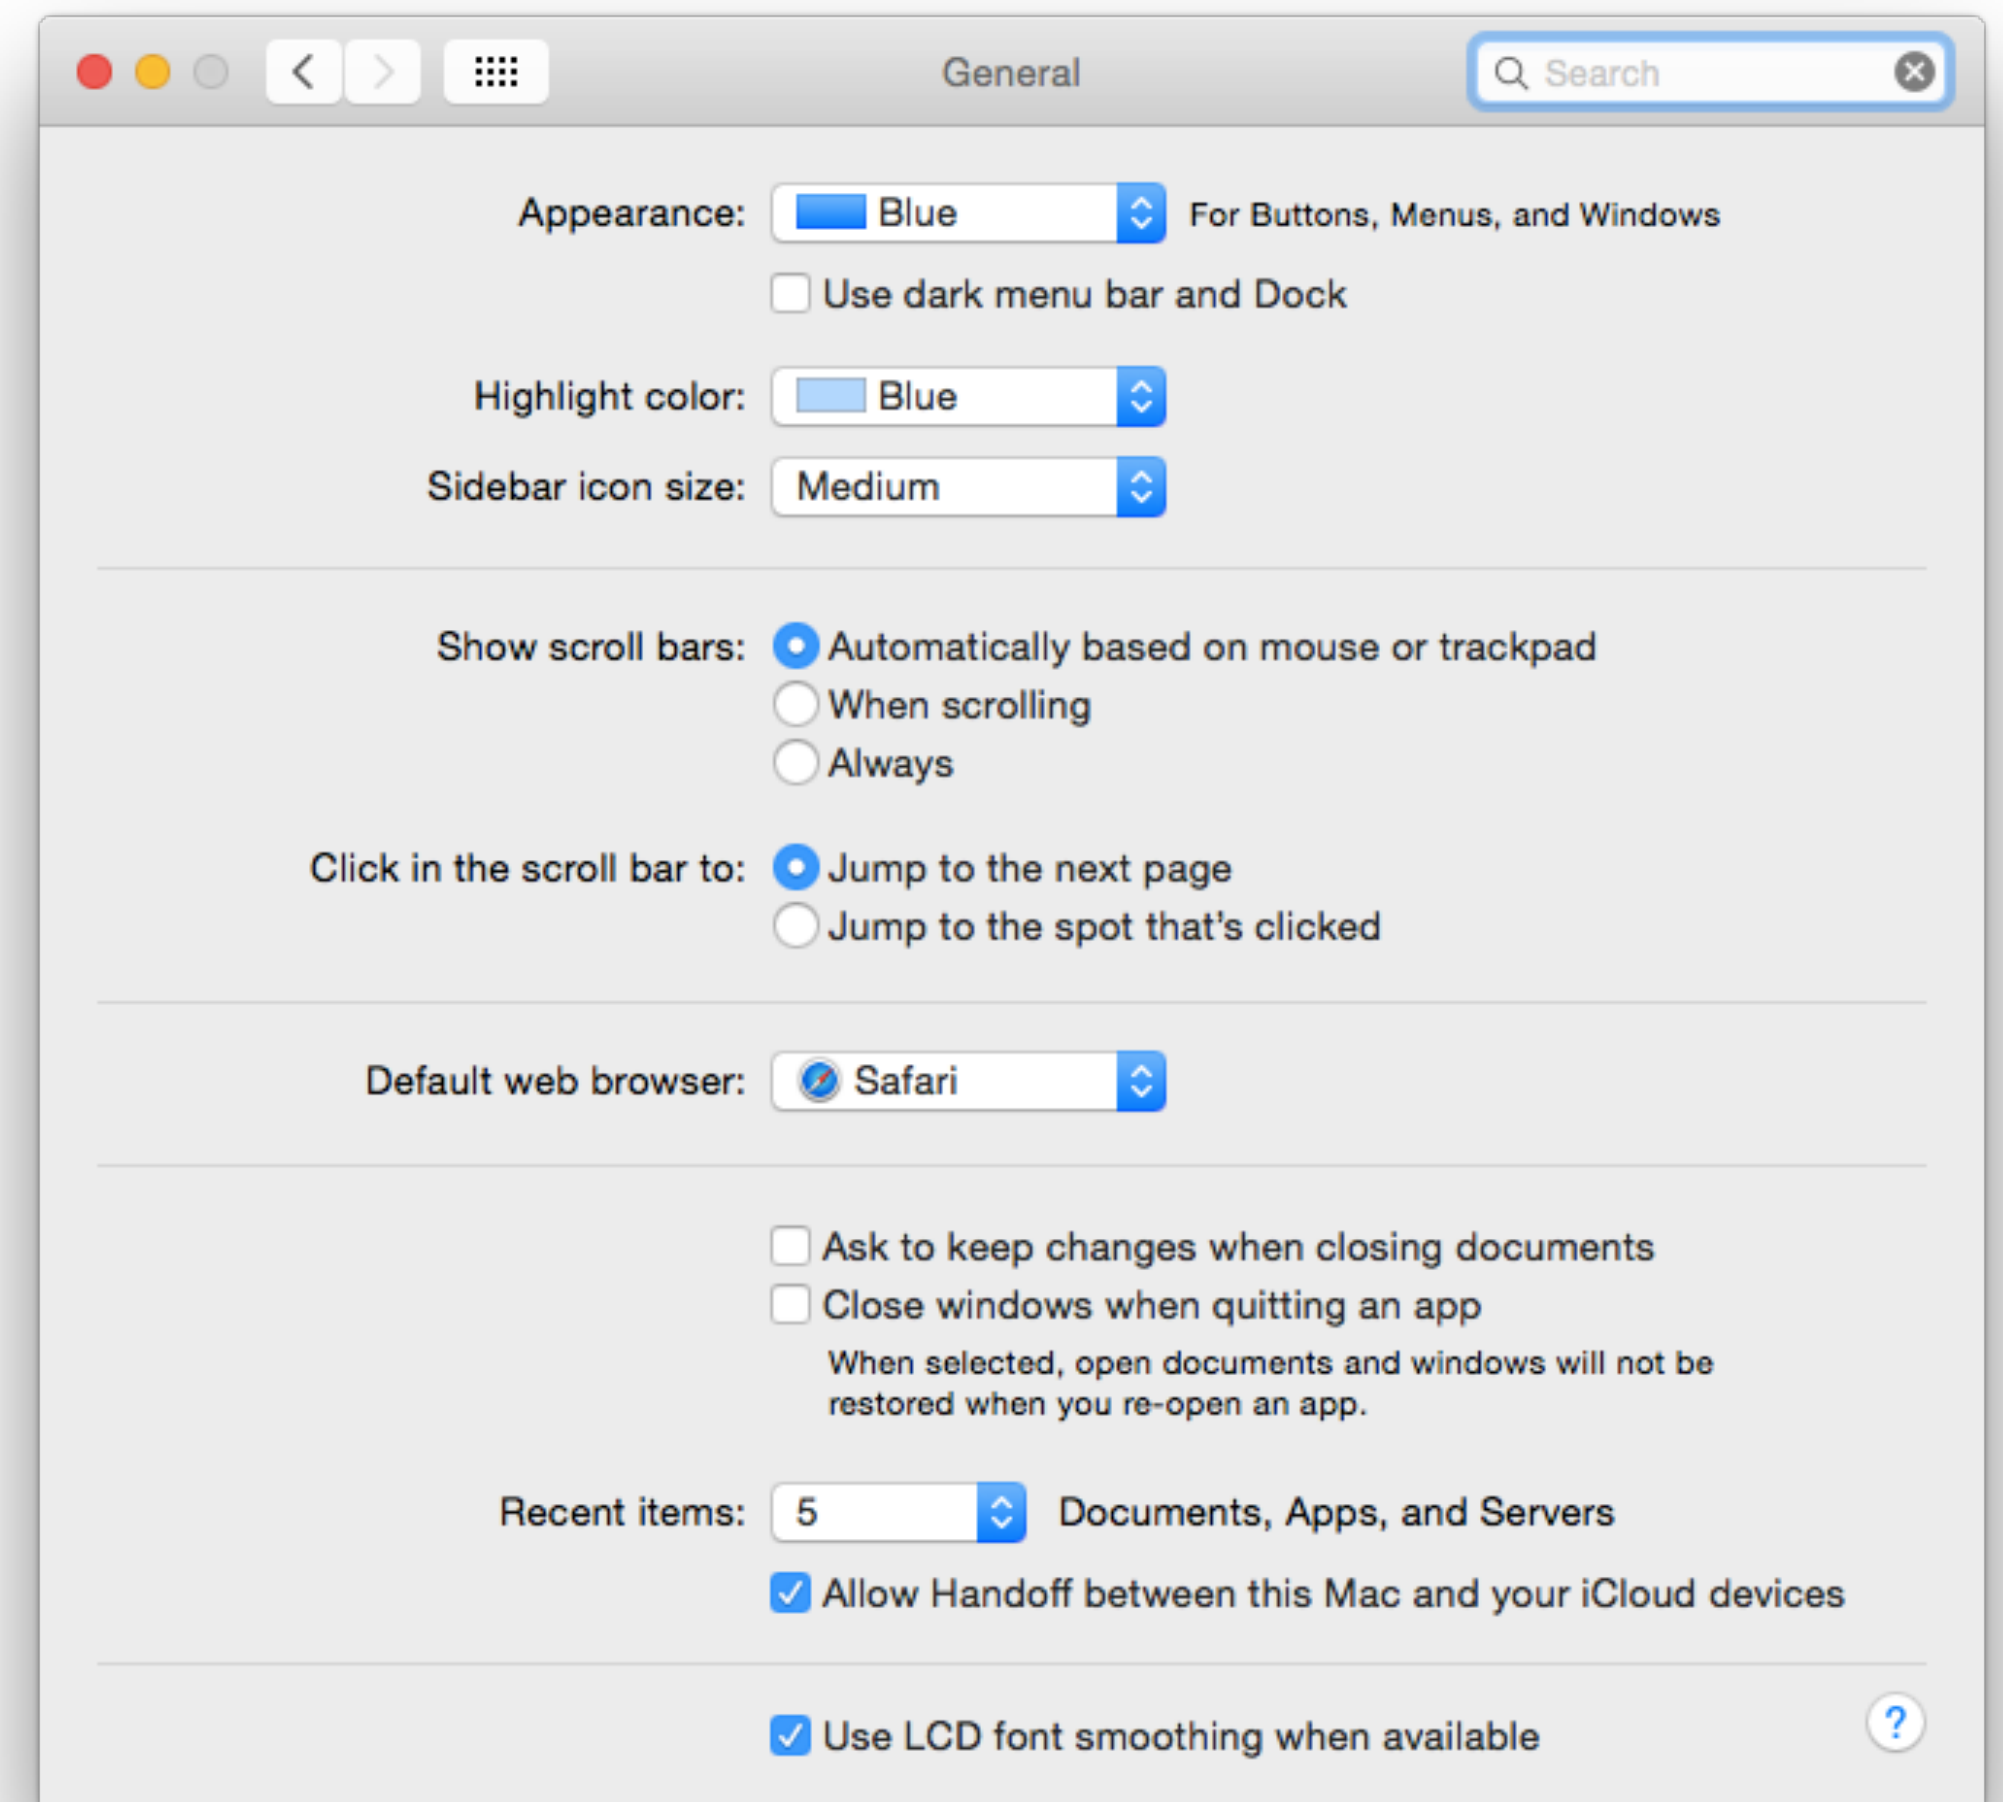 General
Search
Appearance: Blue For Buttons, Menus, and Windows
Use dark menu bar and Dock
Highlight color: Blue
Sidebar icon size: Medium
Show scroll bars: Automatically based on mouse or trackpad
When scrolling
Always
Click in the scroll bar to: Jump to the next page
Jump to the spot that's clicked
Default web browser: Safari
Ask to keep changes when closing documents
Close windows when quitting an app
When selected, open documents and windows will not be
restored when you re-open an app.
Recent items: 5 Documents, Apps, and Servers
Allow Handoff between this Mac and your iCloud devices
Use LCD font smoothing when available
?